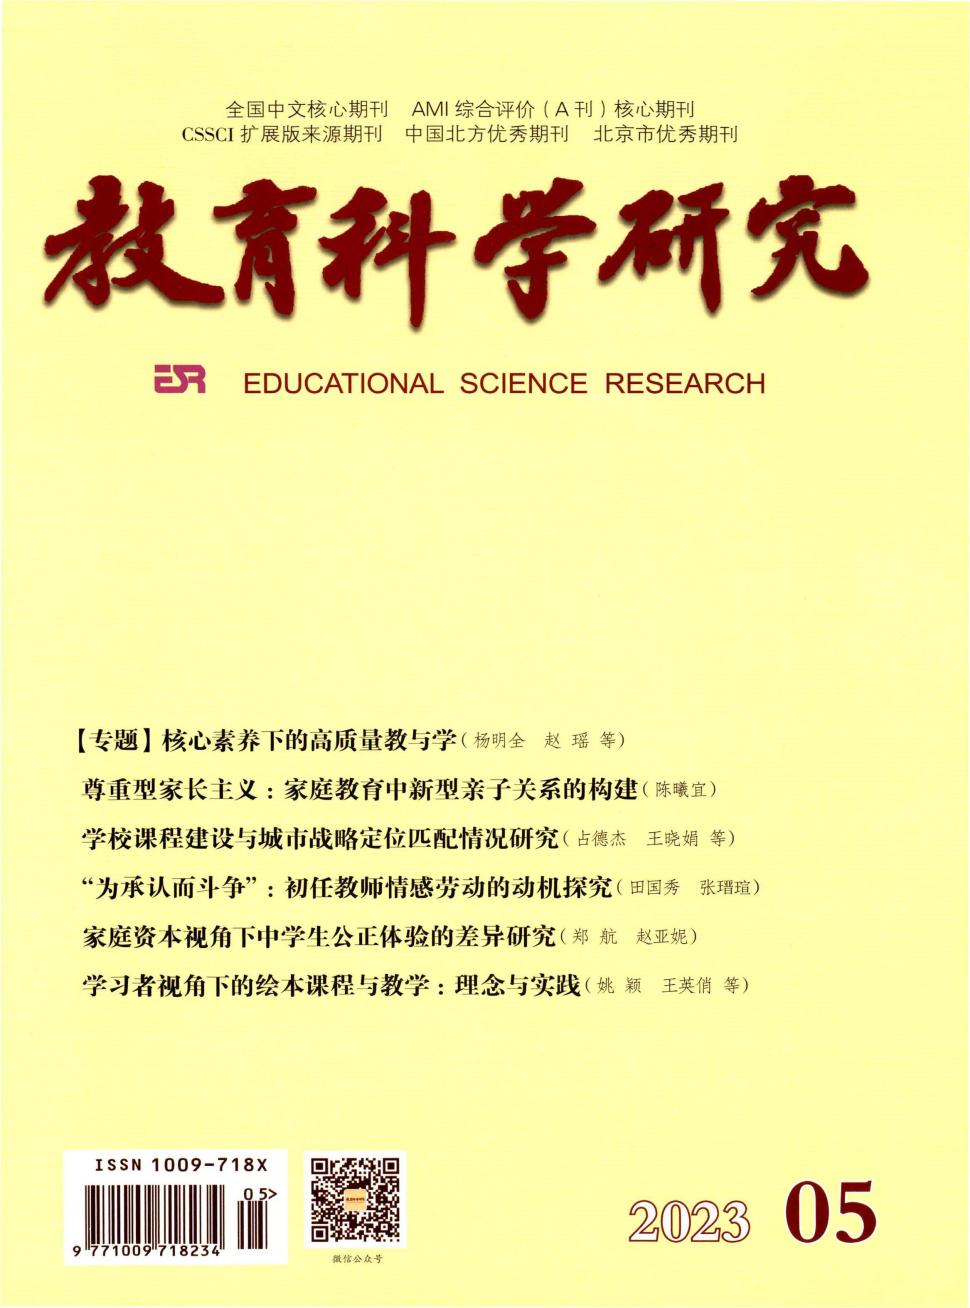 全国中文核心期刊 AMI 综合评价（A 刊）核心期刊
CSSCI 扩展版来源期刊 中国北方优秀期刊 北京市优秀期刊
教育科学研究
ESR EDUCATIONAL SCIENCE RESEARCH
【专题】核心素养下的高质量教与学（杨明全 赵 瑶 等）
尊重型家长主义：家庭教育中新型亲子关系的构建（陈曦宜）
学校课程建设与城市战略定位匹配情况研究（占德杰 王晓娟 等）
“为承认而斗争”：初任教师情感劳动的动机探究（田国秀 张瑨瑄）
家庭资本视角下中学生公正体验的差异研究（郑 航 赵亚妮）
学习者视角下的绘本课程与教学：理念与实践（姚 颖 王英俏 等）
ISSN 1009-718X
05>
9 771009 718234
微信公众号
2023 05